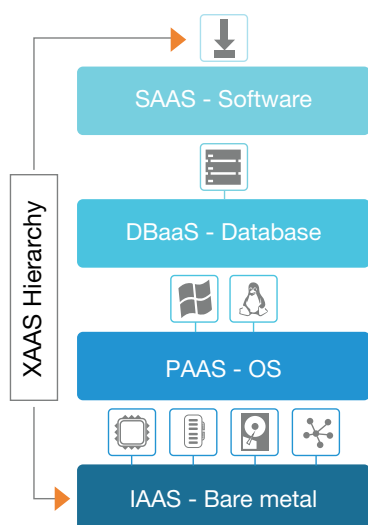 SAAS - Software
DBaaS - Database
XAAS Hierarchy
PAAS - OS
IAAS - Bare metal